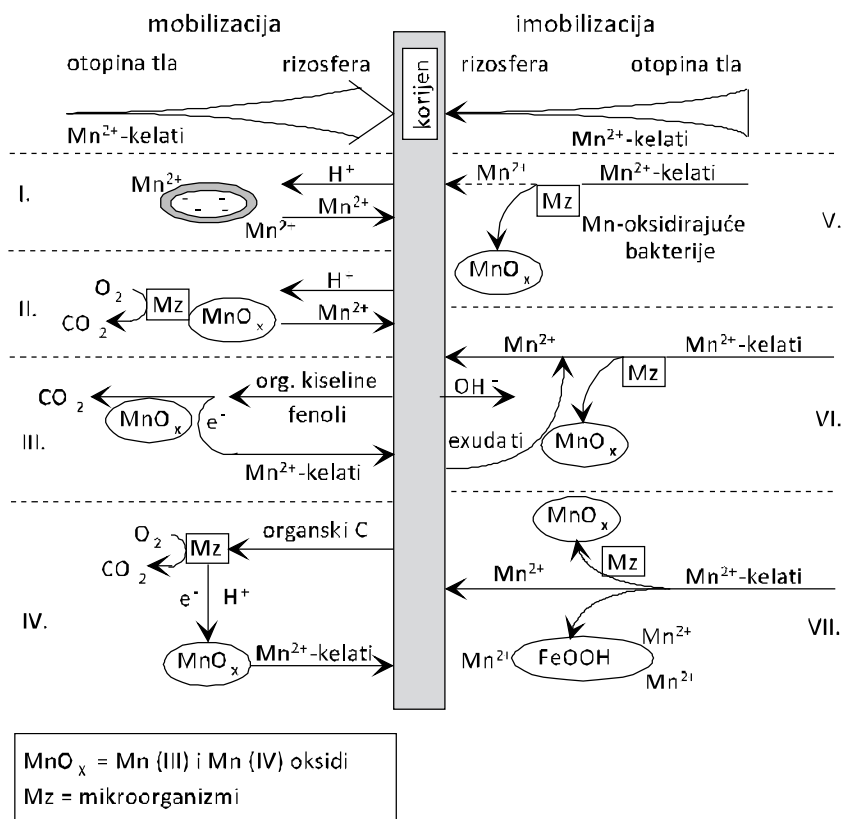 mobilizacija
imobilizacija
otopina tla
rizosfera
rizosfera
otopina tla
korijen
Mn²⁺-kelati
Mn²⁺-kelati
I.
Mn²⁺
H⁺
Mn²⁺
Mn²⁺
Mn²⁺
Mn²⁺-kelati
Mz
Mn-oksidirajuće
bakterije
MnOₓ
V.
II.
O₂
CO₂
Mz
MnOₓ
H⁺
Mn²⁺
III.
CO₂
MnOₓ
e⁻
org. kiseline
fenoli
Mn²⁺-kelati
Mn²⁺
Mn²⁺-kelati
Mz
OH⁻
exudati
MnOₓ
VI.
IV.
O₂
CO₂
Mz
organski C
e⁻
H⁺
MnOₓ
Mn²⁺-kelati
MnOₓ
Mz
Mn²⁺
Mn²⁺-kelati
VII.
Mn²⁺
FeOOH
Mn²⁺
Mn²⁺
MnOₓ = Mn (III) i Mn (IV) oksidi
Mz = mikroorganizmi